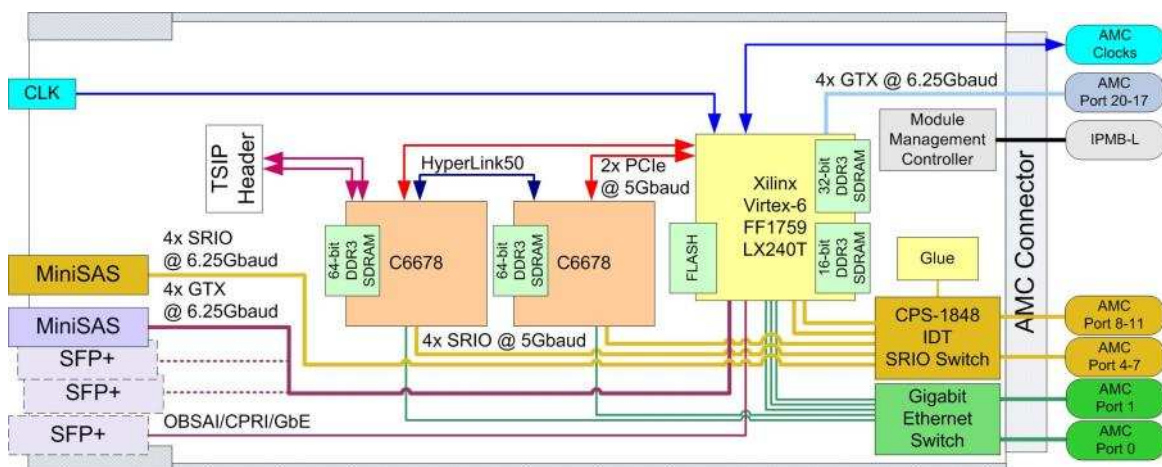 AMC
Clocks
CLK
4x GTX @ 6.25Gbaud
AMC
Port 20-17
Module
Management
Controller
IPMB-L
TSIP
Header
HyperLink50
2x PCIe
@ 5Gbaud
Xilinx
Virtex-6
FF1759
LX240T
32-bit
DDR3
SDRAM
16-bit
DDR3
SDRAM
FLASH
64-bit
DDR3
SDRAM
C6678
64-bit
DDR3
SDRAM
C6678
AMC Connector
4x SRIO
@ 6.25Gbaud
MiniSAS
4x GTX
@ 6.25Gbaud
MiniSAS
Glue
CPS-1848
IDT
SRIO Switch
AMC
Port 8-11
AMC
Port 4-7
4x SRIO @ 5Gbaud
SFP+
SFP+
OBSAI/CPRI/GbE
SFP+
Gigabit
Ethernet
Switch
AMC
Port 1
AMC
Port 0